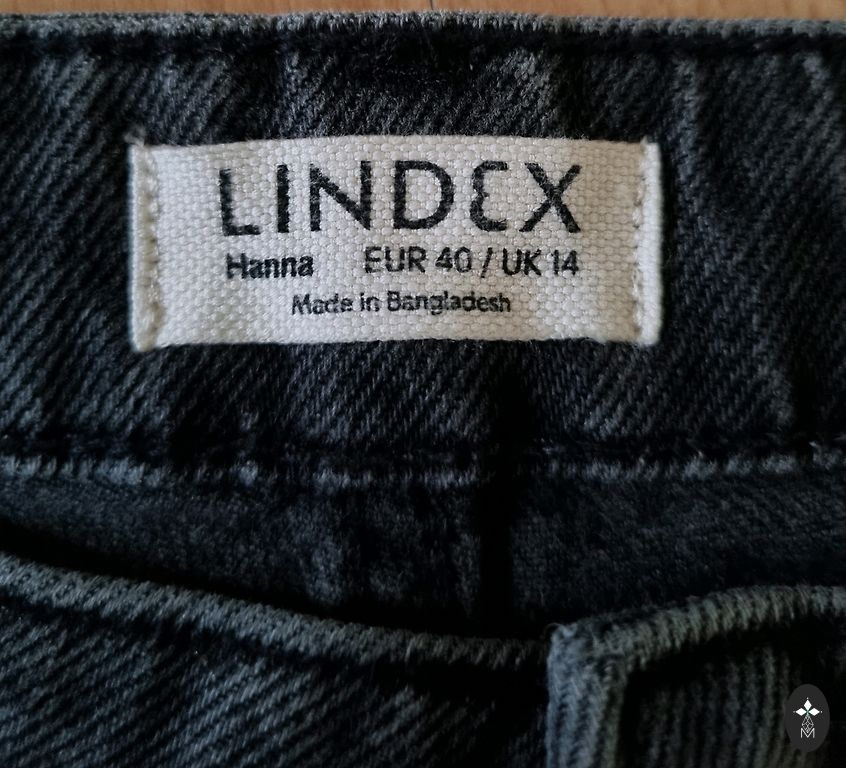 LINDEX
Hanna EUR 40 / UK 14
Made in Bangladesh
M